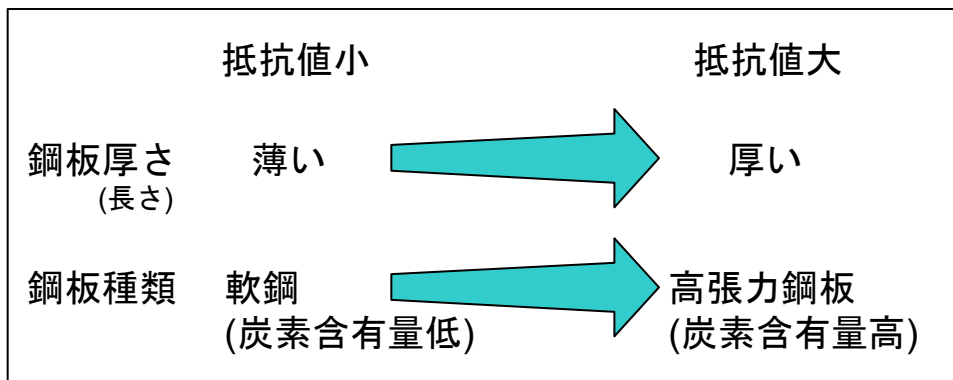 抵抗値小 抵抗値大
鋼板厚さ 薄い 厚い
(長さ)
鋼板種類 軟鋼 高張力鋼板
(炭素含有量低) (炭素含有量高)